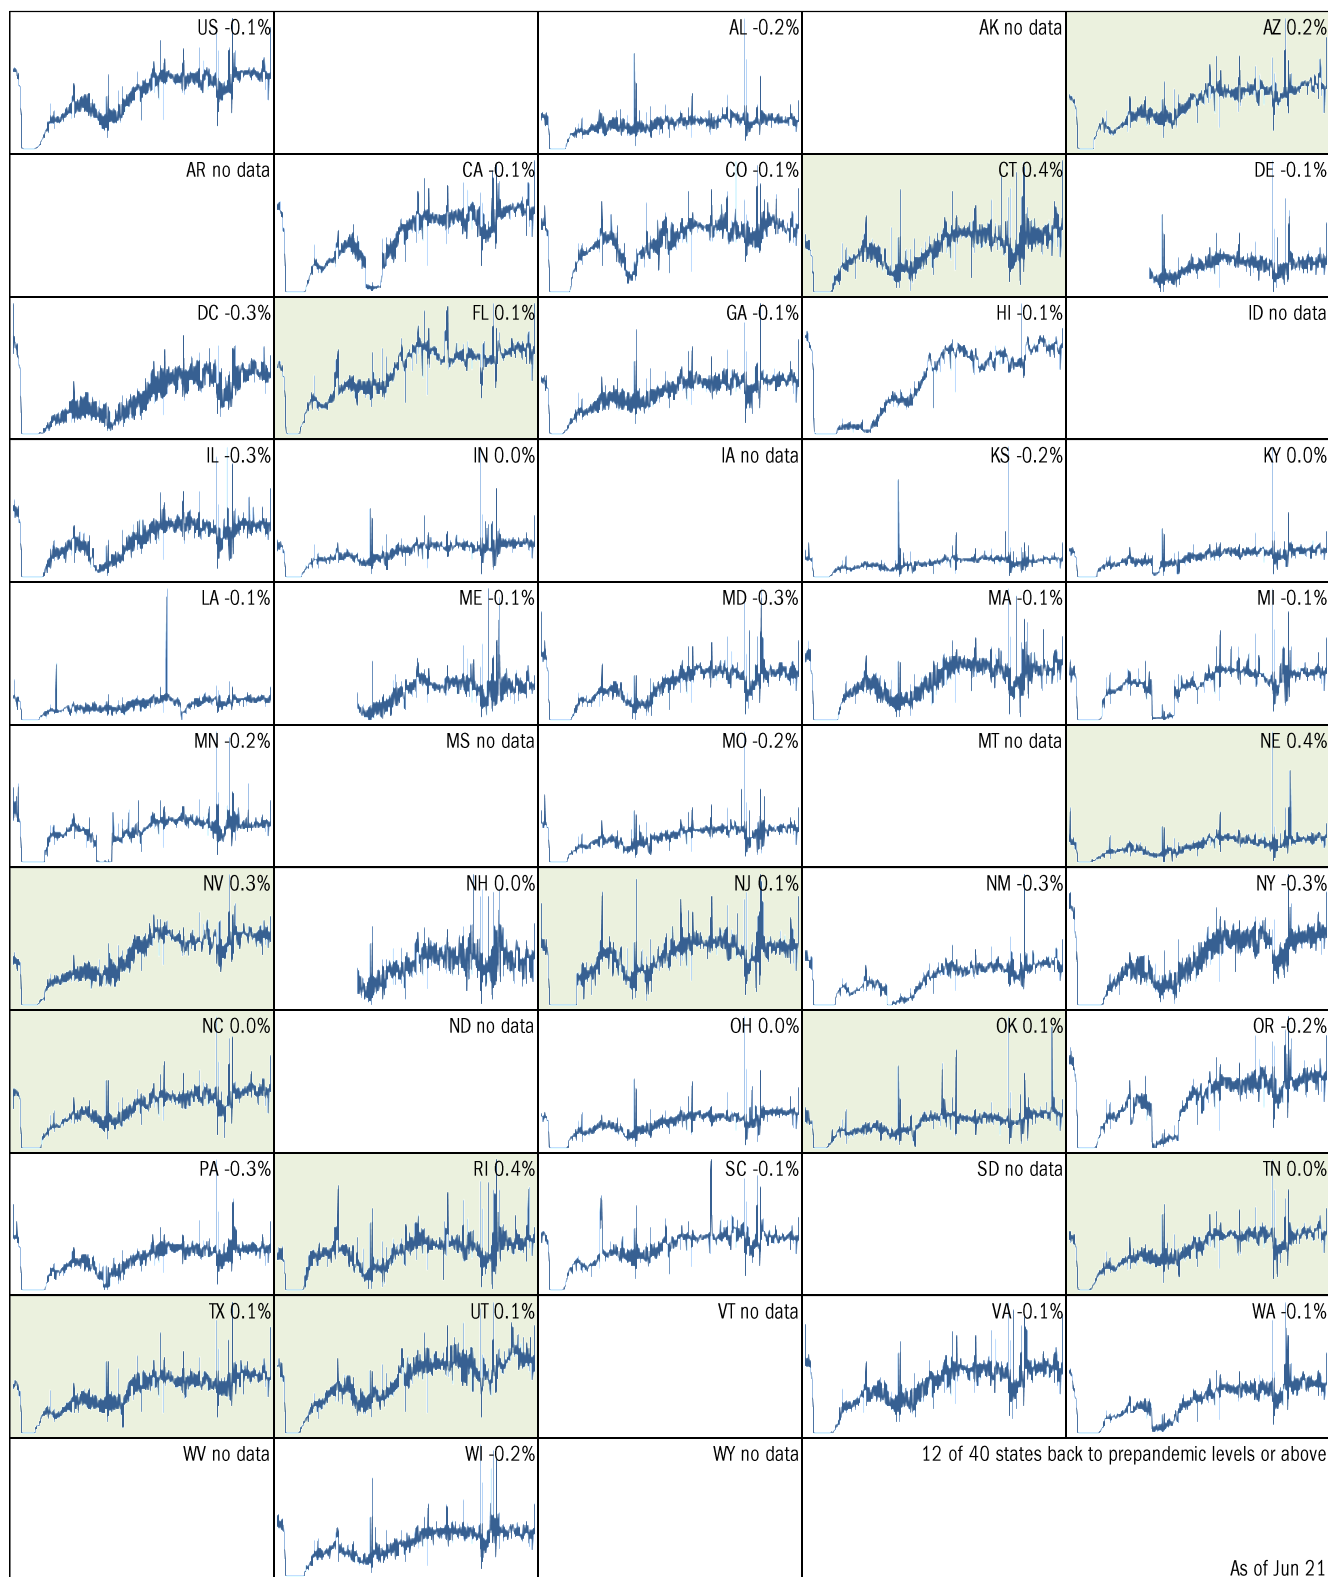 US -0.1%
AL -0.2%
AK no data
AZ 0.2%
AR no data
CA -0.1%
CO -0.1%
CT 0.4%
DE -0.1%
DC -0.3%
FL 0.1%
GA -0.1%
HI -0.1%
ID no data
IL -0.3%
IN 0.0%
IA no data
KS -0.2%
KY 0.0%
LA -0.1%
ME -0.1%
MD -0.3%
MA -0.1%
MI -0.1%
MN -0.2%
MS no data
MO -0.2%
MT no data
NE 0.4%
NV 0.3%
NH 0.0%
NJ 0.1%
NM -0.3%
NY -0.3%
NC 0.0%
ND no data
OH 0.0%
OK 0.1%
OR -0.2%
PA -0.3%
RI 0.4%
SC -0.1%
SD no data
TN 0.0%
TX 0.1%
UT 0.1%
VT no data
VA -0.1%
WA -0.1%
WV no data
WI -0.2%
WY no data
12 of 40 states back to prepandemic levels or above
As of Jun 21